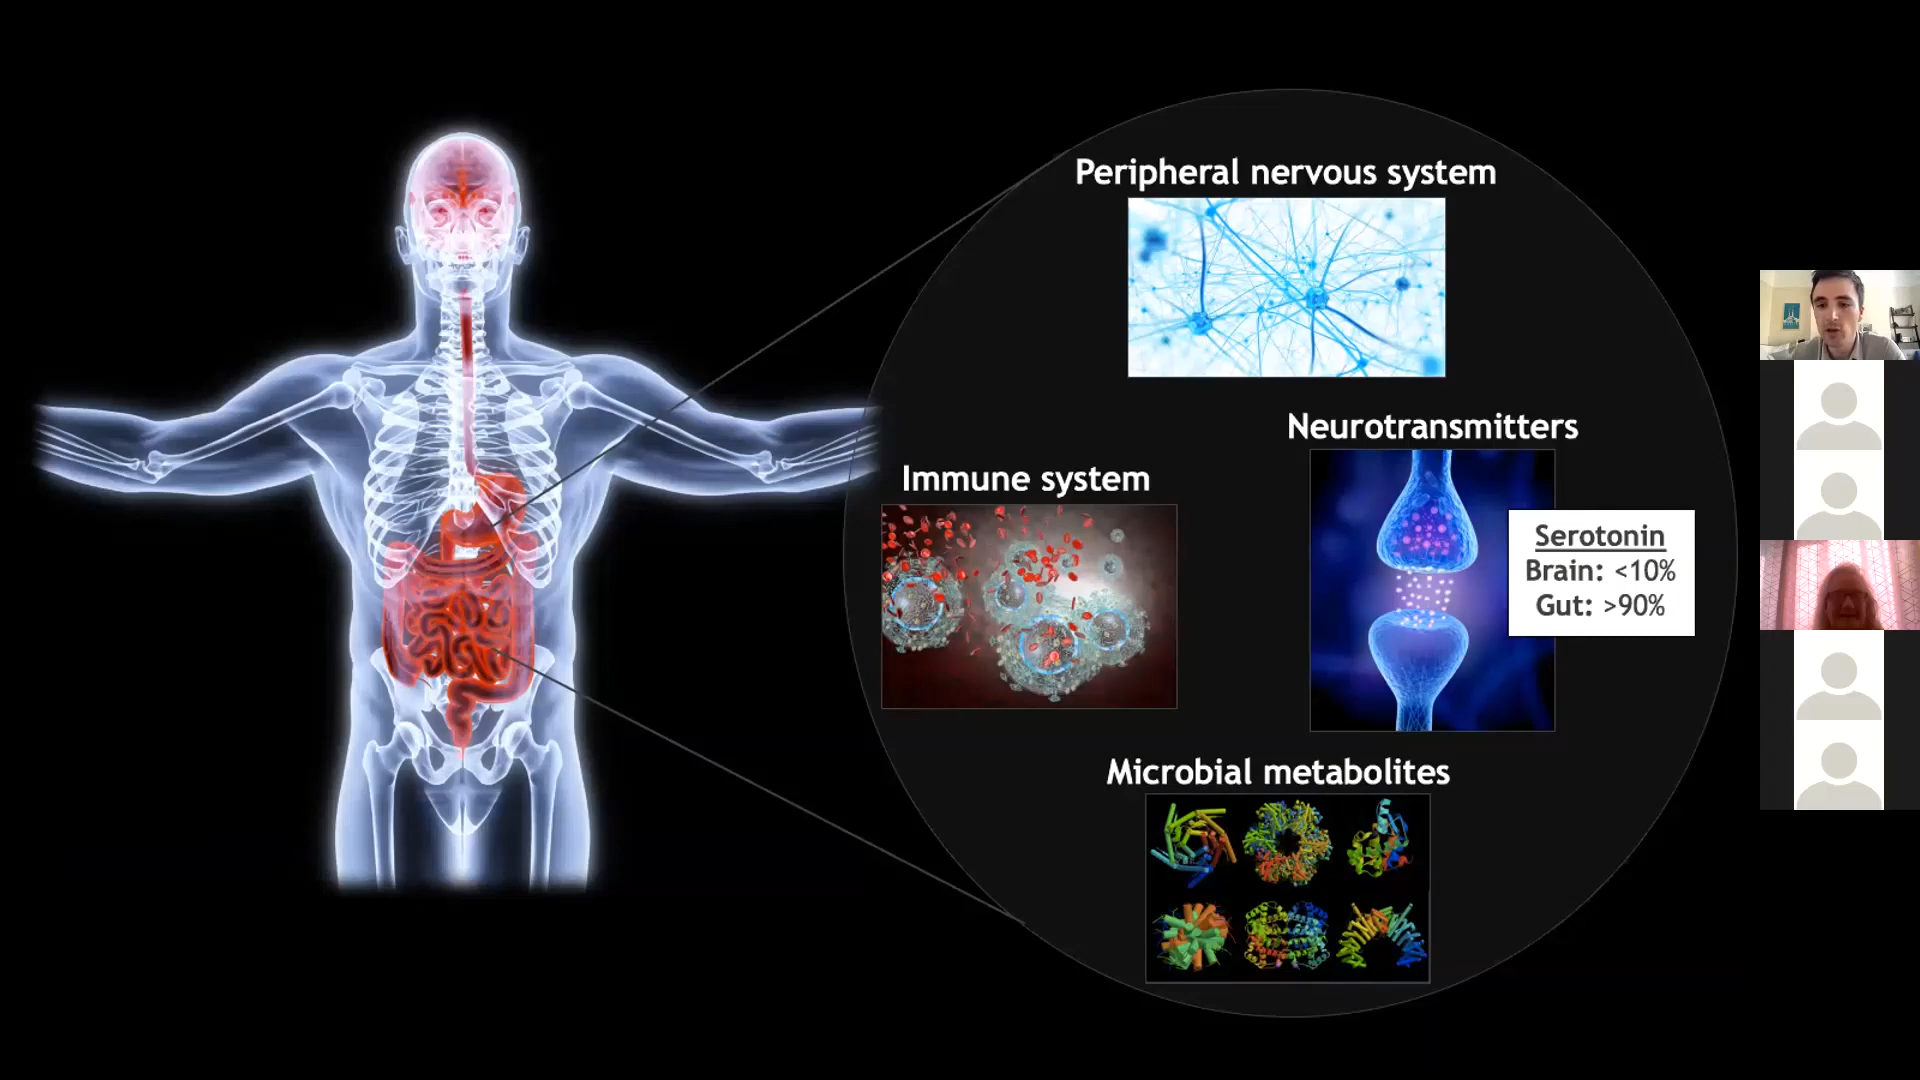 Peripheral nervous system
Neurotransmitters
Immune system
Serotonin
Brain: <10%
Gut: >90%
Microbial metabolites